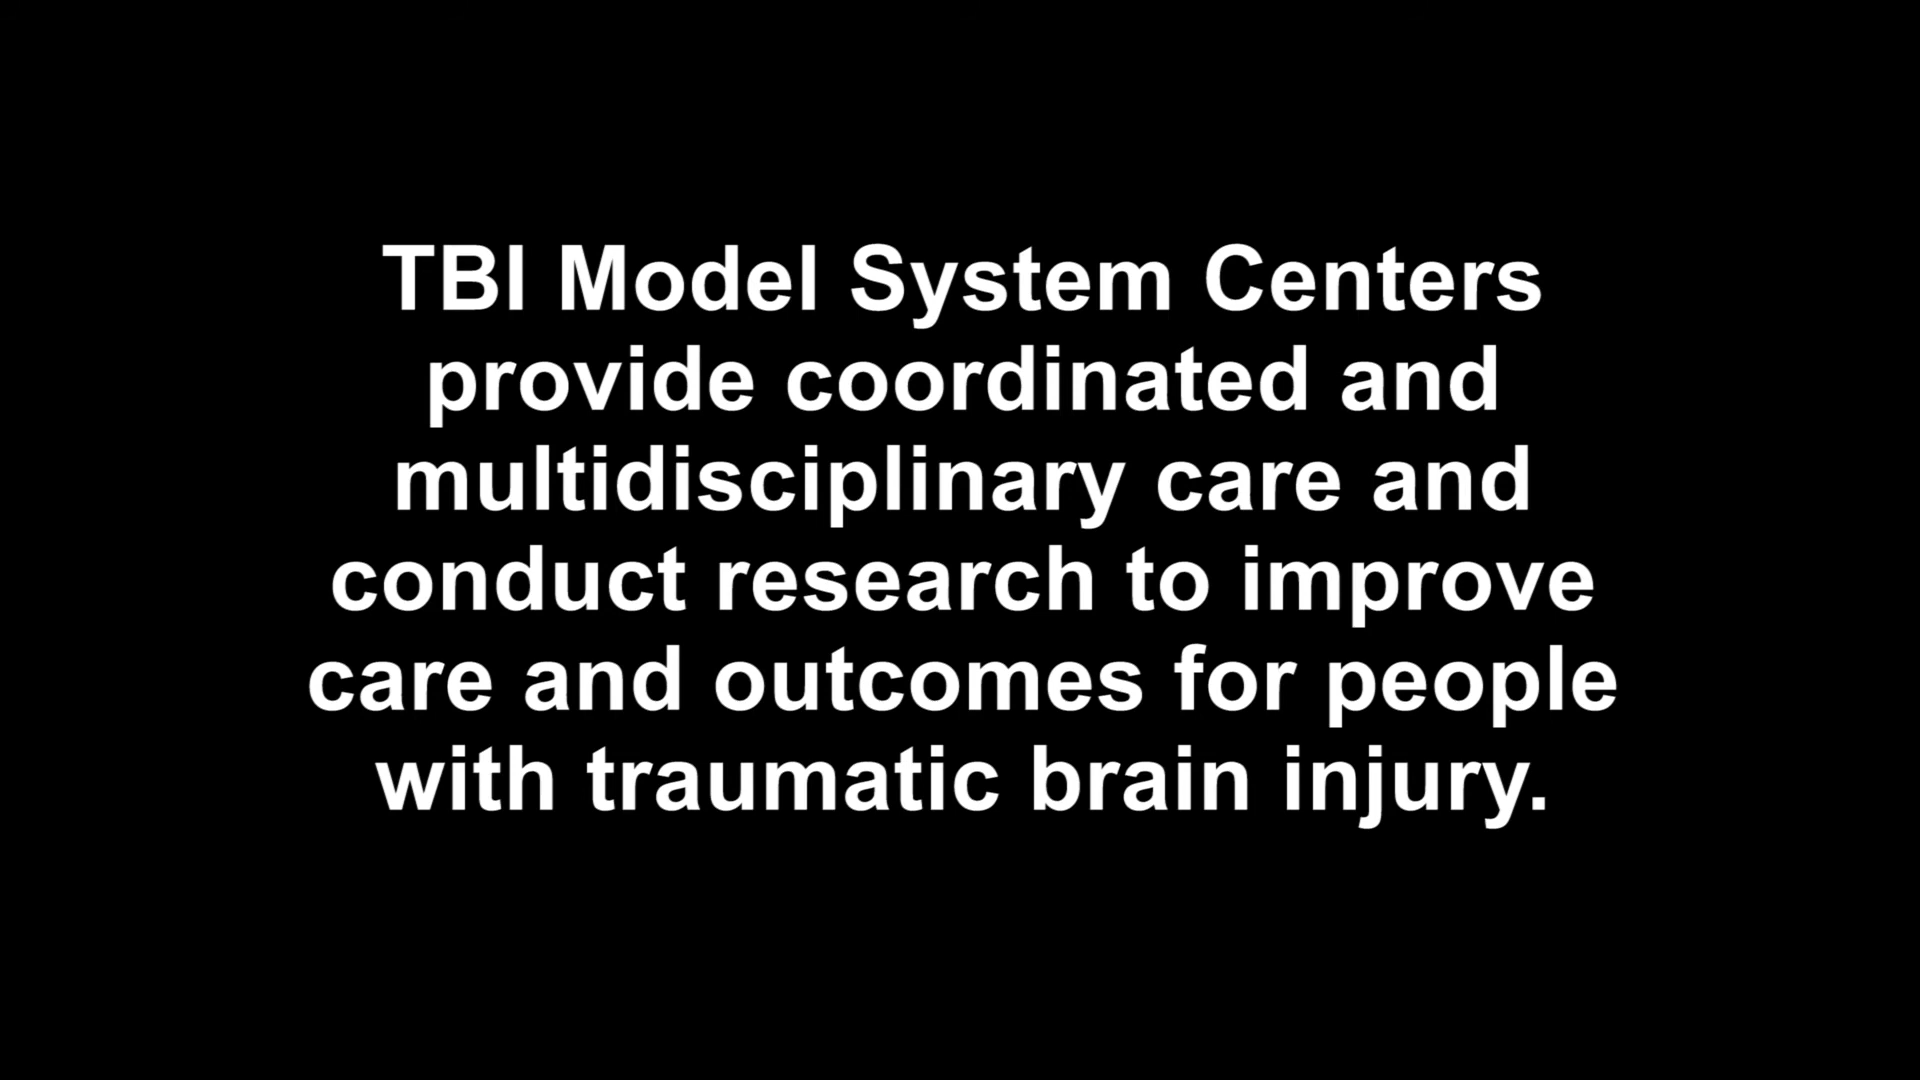 TBI Model System Centers
provide coordinated and
multidisciplinary care and
conduct research to improve
care and outcomes for people
with traumatic brain injury.